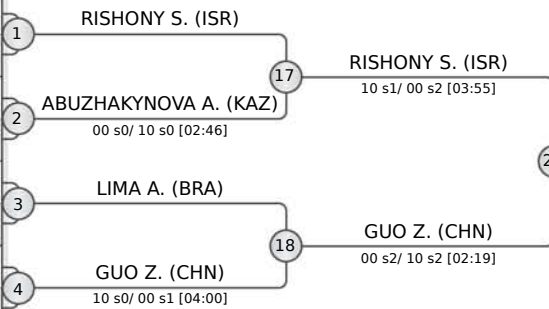 RISHONY S. (ISR)
1
17
RISHONY S. (ISR)
10 s1/ 00 s2 [03:55]
ABUZHAKYNOVA A. (KAZ)
2
00 s0/ 10 s0 [02:46]
2
LIMA A. (BRA)
3
18
GUO Z. (CHN)
00 s2/ 10 s2 [02:19]
GUO Z. (CHN)
4
10 s0/ 00 s1 [04:00]